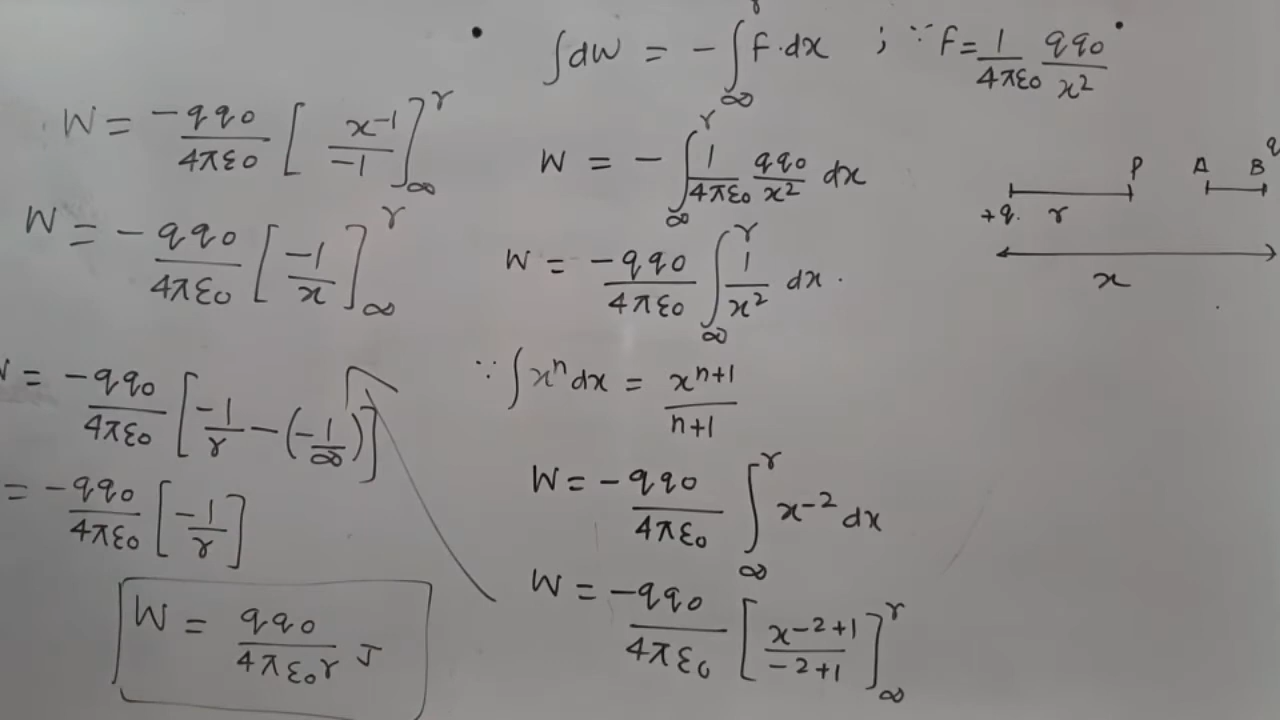 ∫dW = - ∫_∞^r F·dx ; ∵ F = 1/4πε0 qq0/x²
W = - ∫_∞^r 1/4πε0 qq0/x² dx
W = -qq0/4πε0 ∫_∞^r 1/x² dx.
∵ ∫xⁿdx = xⁿ⁺¹/n+1
W = -qq0/4πε0 ∫_∞^r x⁻² dx
W = -qq0/4πε0 [x⁻²⁺¹/-2+1]_∞^r
W = -qq0/4πε0 [x⁻¹/-1]_∞^r
W = -qq0/4πε0 [-1/x]_∞^r
W = -qq0/4πε0 [-1/r - (-1/∞)]
= -qq0/4πε0 [-1/r]
W = qq0/4πε0r J
P A B q
+q. r
x